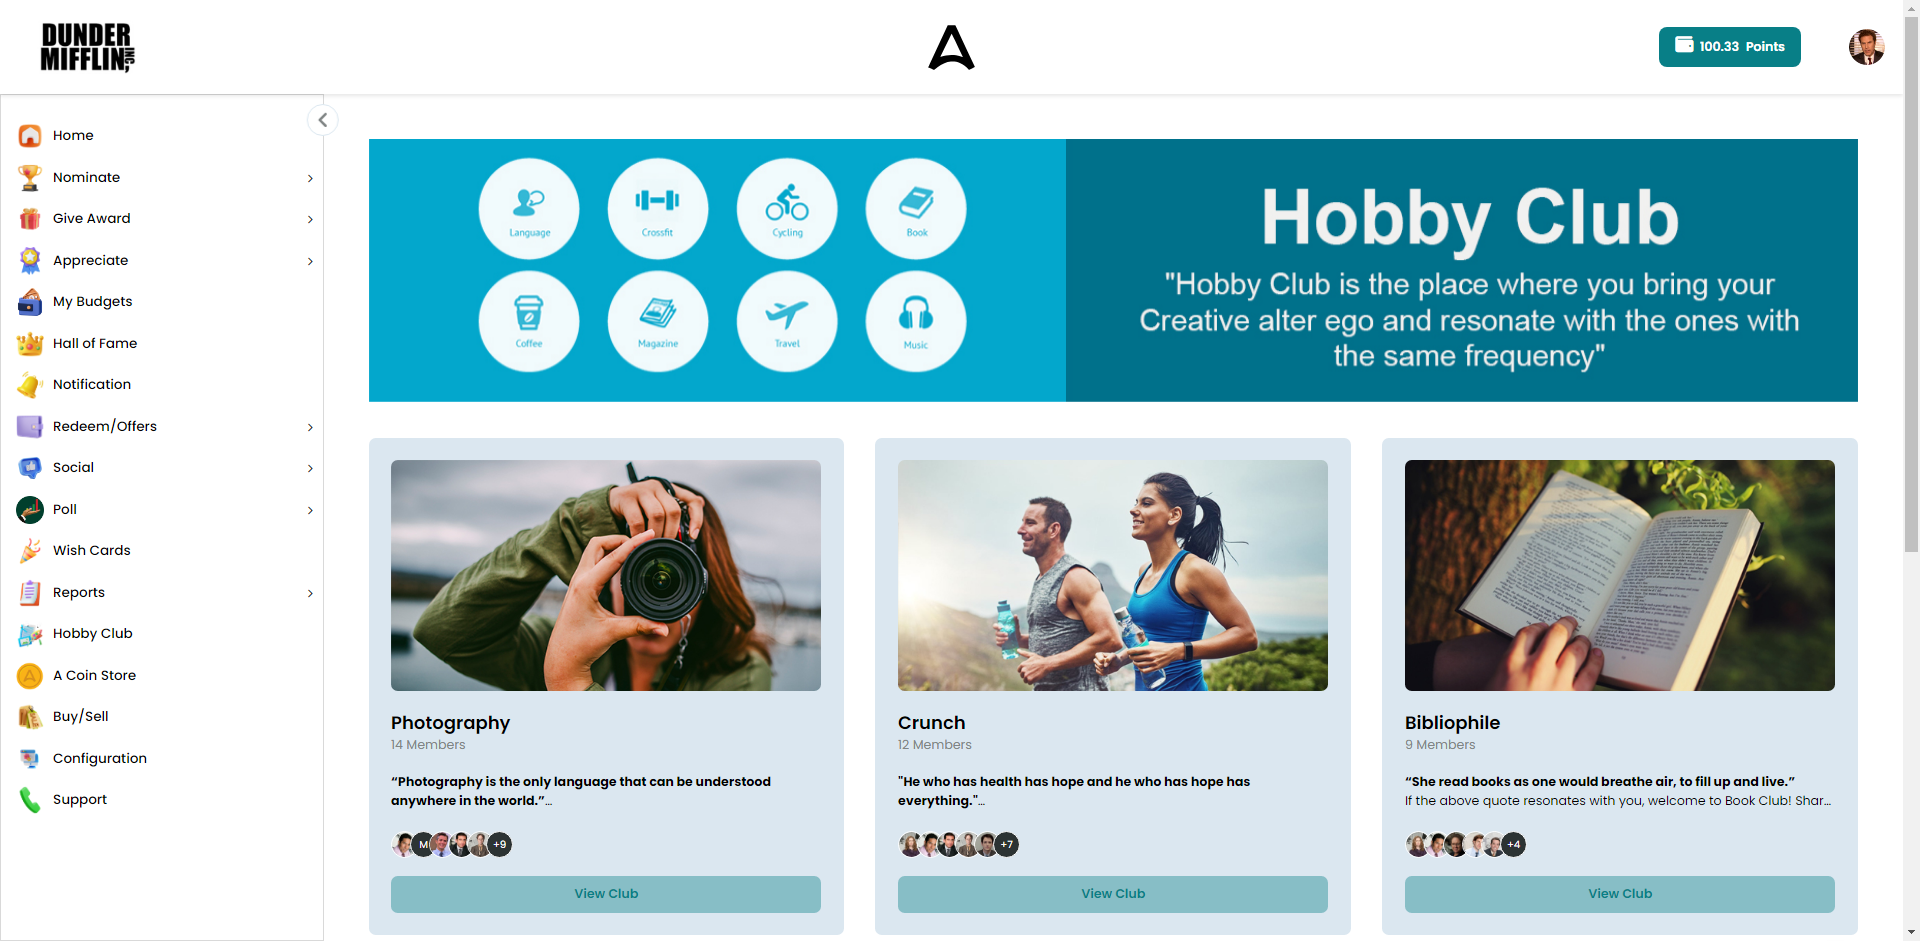 DUNDER
MIFFLIN, INC
100.33 Points
Home
Nominate
Give Award
Appreciate
My Budgets
Hall of Fame
Notification
Redeem/Offers
Social
Poll
Wish Cards
Reports
Hobby Club
A Coin Store
Buy/Sell
Configuration
Support
Language
Crossfit
Cycling
Book
Coffee
Magazine
Travel
Music
Hobby Club
"Hobby Club is the place where you bring your
Creative alter ego and resonate with the ones with
the same frequency"
Photography
14 Members
“Photography is the only language that can be understood
anywhere in the world.”...
M
+9
View Club
Crunch
12 Members
"He who has health has hope and he who has hope has
everything."...
+7
View Club
Bibliophile
9 Members
“She read books as one would breathe air, to fill up and live.”
If the above quote resonates with you, welcome to Book Club! Shar...
+4
View Club